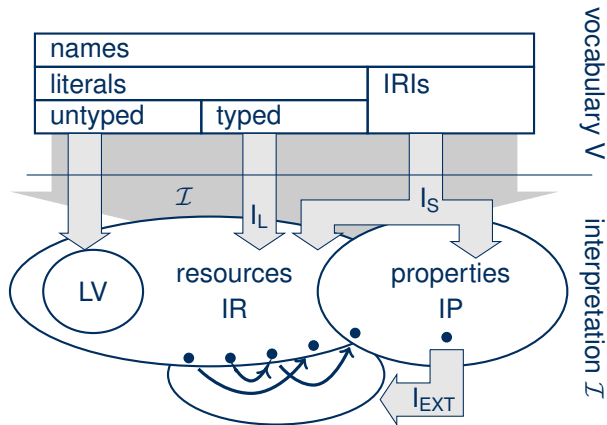 names
literals
IRIs
untyped
typed
vocabulary V
ℐ
I_L
I_S
resources
IR
properties
IP
LV
interpretation ℐ
I_EXT